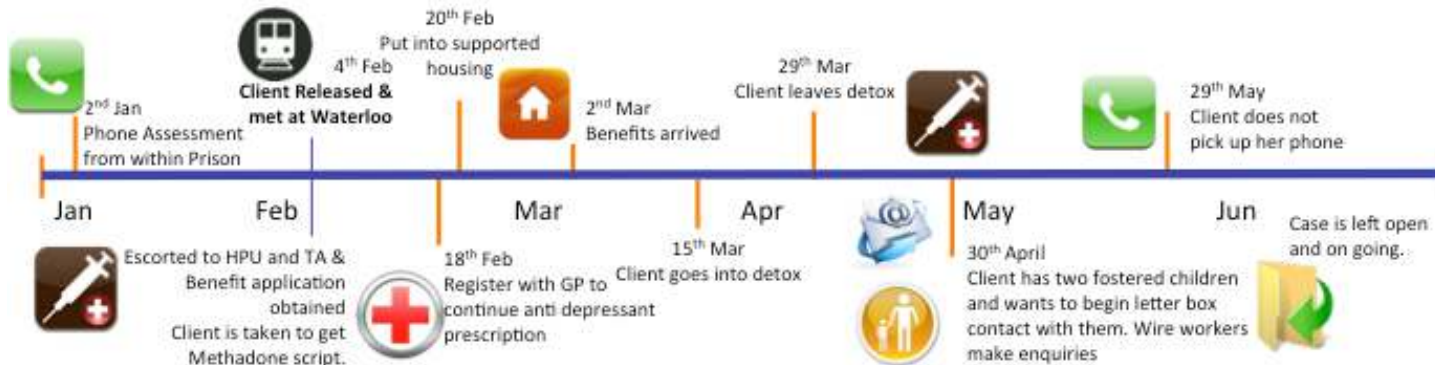 2nd Jan
Phone Assessment
from within Prison
4th Feb
Client Released &
met at Waterloo
20th Feb
Put into supported
housing
2nd Mar
Benefits arrived
29th Mar
Client leaves detox
29th May
Client does not
pick up her phone
Jan
Feb
Mar
Apr
May
Jun
Escorted to HPU and TA &
Benefit application
obtained
Client is taken to get
Methadone script.
18th Feb
Register with GP to
continue anti depressant
prescription
15th Mar
Client goes into detox
@
30th April
Client has two fostered children
and wants to begin letter box
contact with them. Wire workers
make enquiries
Case is left open
and on going.